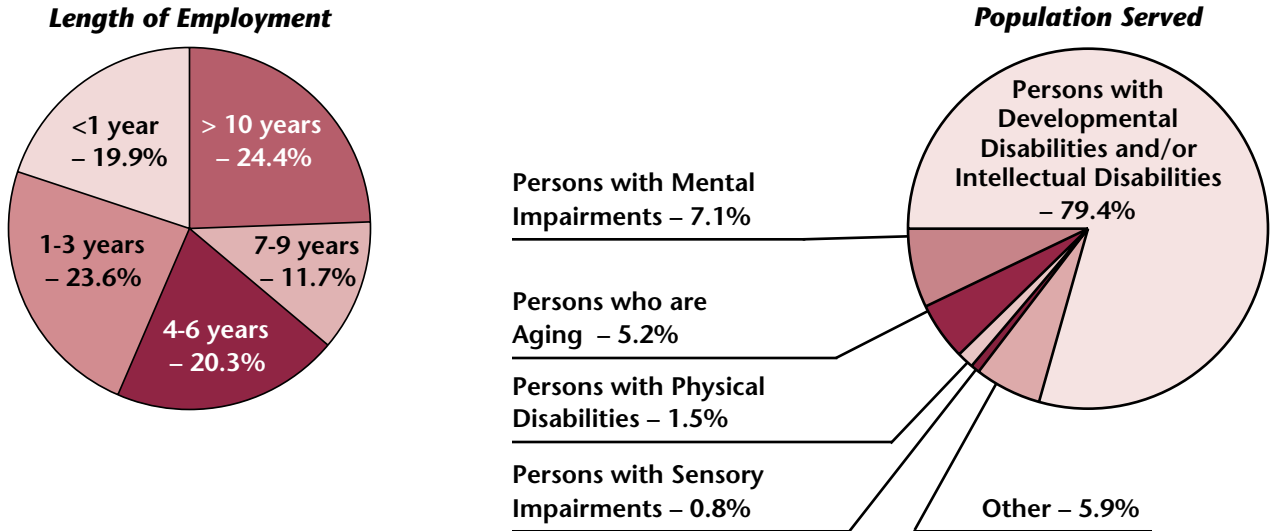 Length of Employment
<1 year
– 19.9%
> 10 years
– 24.4%
1-3 years
– 23.6%
7-9 years
– 11.7%
4-6 years
– 20.3%
Population Served
Persons with
Developmental
Disabilities and/or
Intellectual Disabilities
– 79.4%
Persons with Mental
Impairments – 7.1%
Persons who are
Aging – 5.2%
Persons with Physical
Disabilities – 1.5%
Persons with Sensory
Impairments – 0.8%
Other – 5.9%